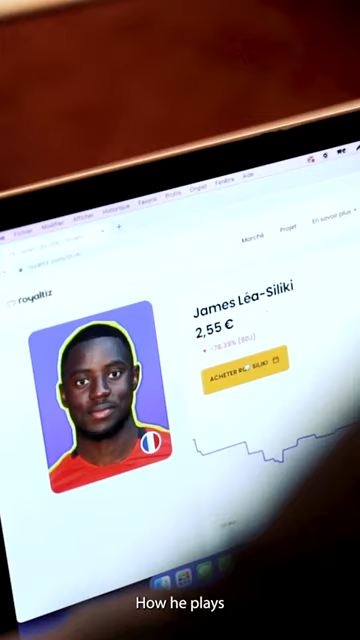 Fichier Modifier Afficher Historique Favoris Profils Onglet Fenêtre Aide
royaltiz
Marché Projet En savoir plus
James Léa-Siliki
2,55 €
ACHETER SILIKI
How he plays